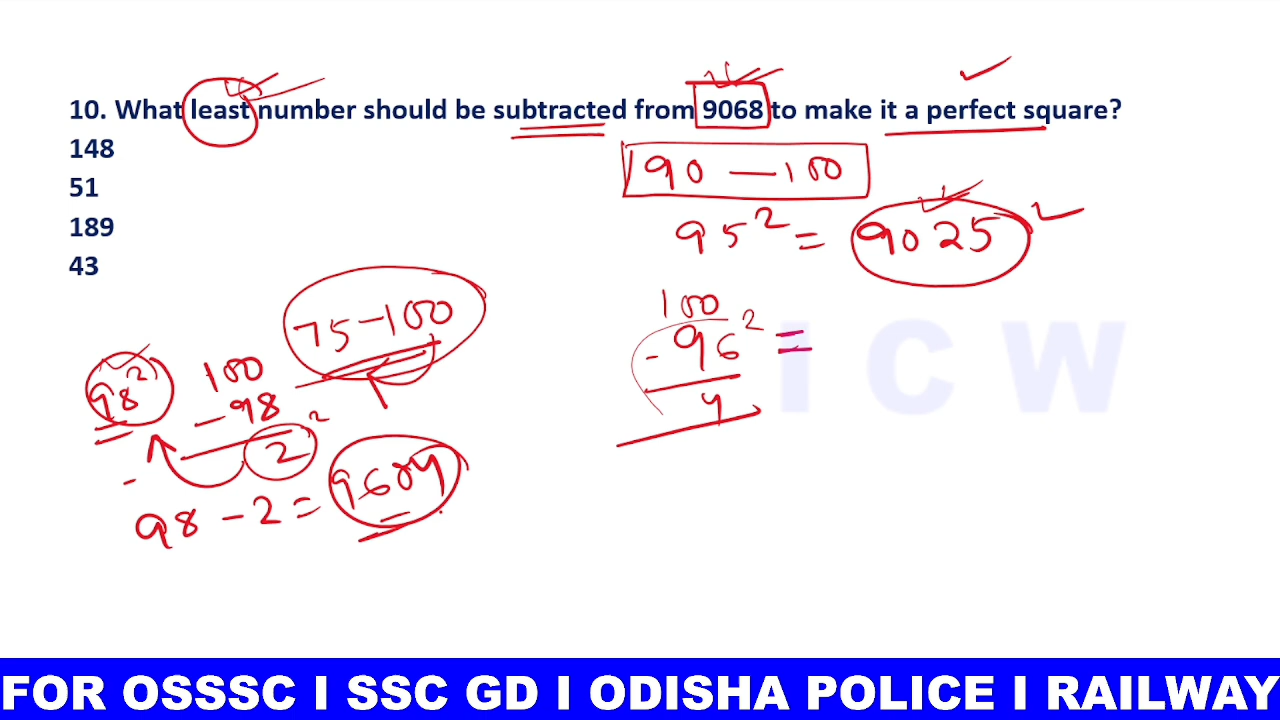 10. What least number should be subtracted from 9068 to make it a perfect square?
148
51
189
43
90 — 100
95² = 9025
100
- 96² =
4
75-100
98²
100
- 98
2²
98 - 2 = 9604
ICW
FOR OSSSC I SSC GD I ODISHA POLICE I RAILWAY